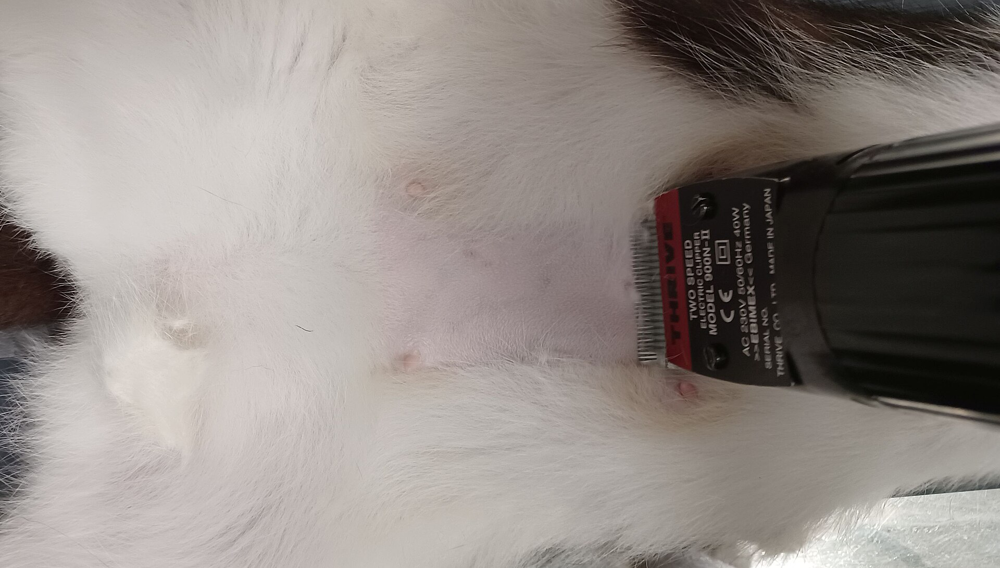 THRIVE
TWO SPEED
ELECTRIC CLIPPER
MODEL 900N-II
CE
AC 230V 50/60Hz 40W
>>EBIMEX<< Germany
SERIAL NO.
THRIVE CO. LTD. MADE IN JAPAN